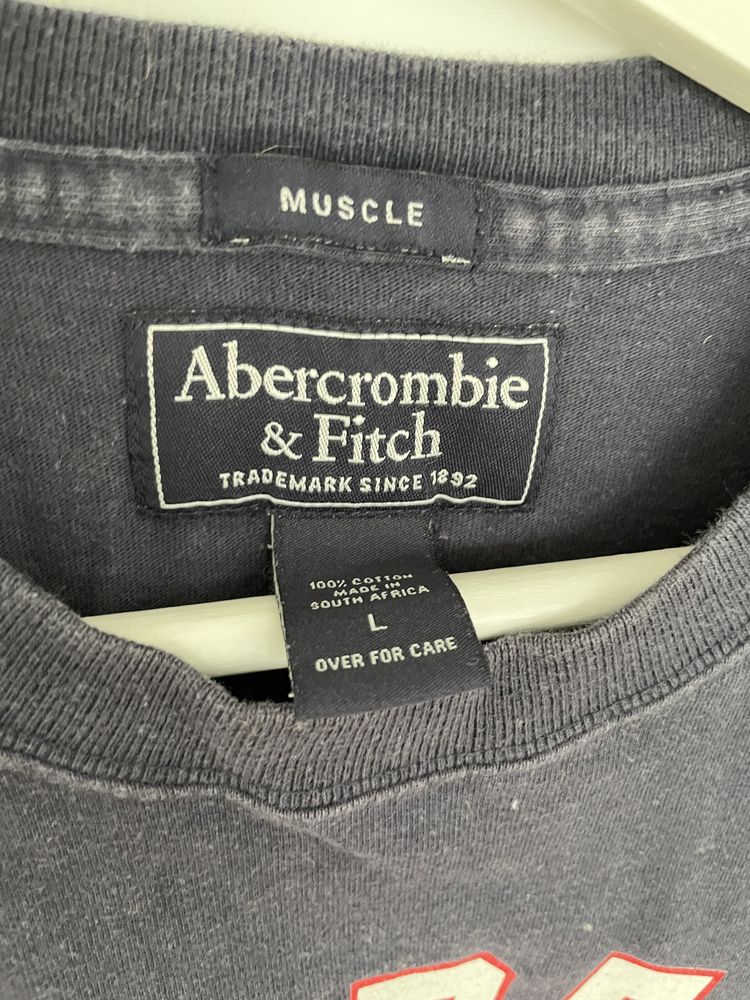 MUSCLE
Abercrombie
& Fitch
TRADEMARK SINCE 1892
100% COTTON
MADE IN
SOUTH AFRICA
L
OVER FOR CARE